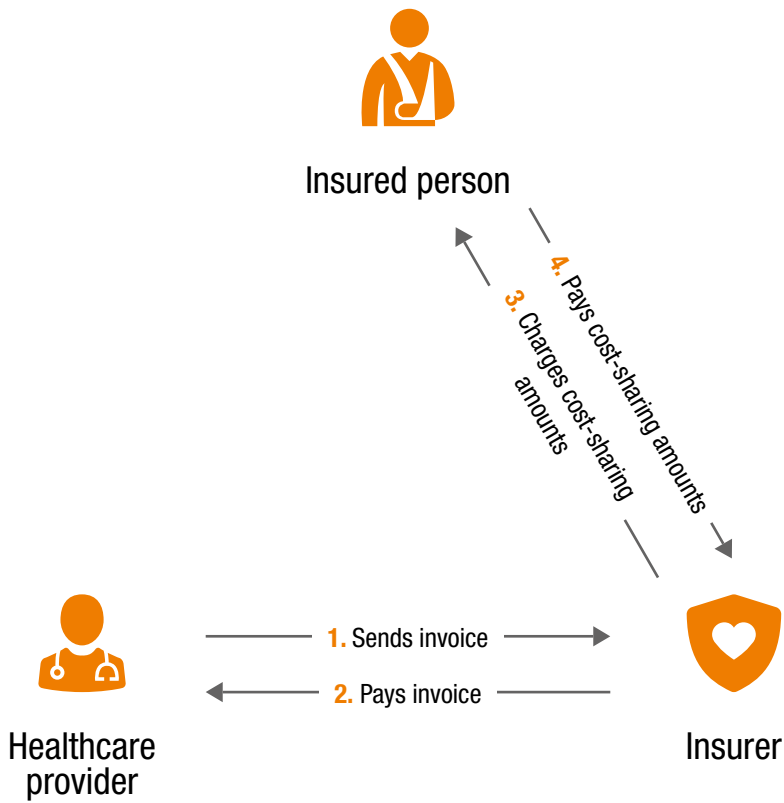 Insured person
4. Pays cost-sharing amounts
3. Charges cost-sharing
amounts
1. Sends invoice
2. Pays invoice
Healthcare
provider
Insurer